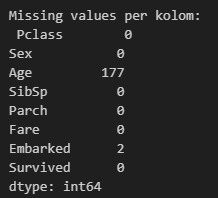 Missing values per kolom:
 Pclass        0
Sex           0
Age         177
SibSp         0
Parch         0
Fare          0
Embarked      2
Survived      0
dtype: int64